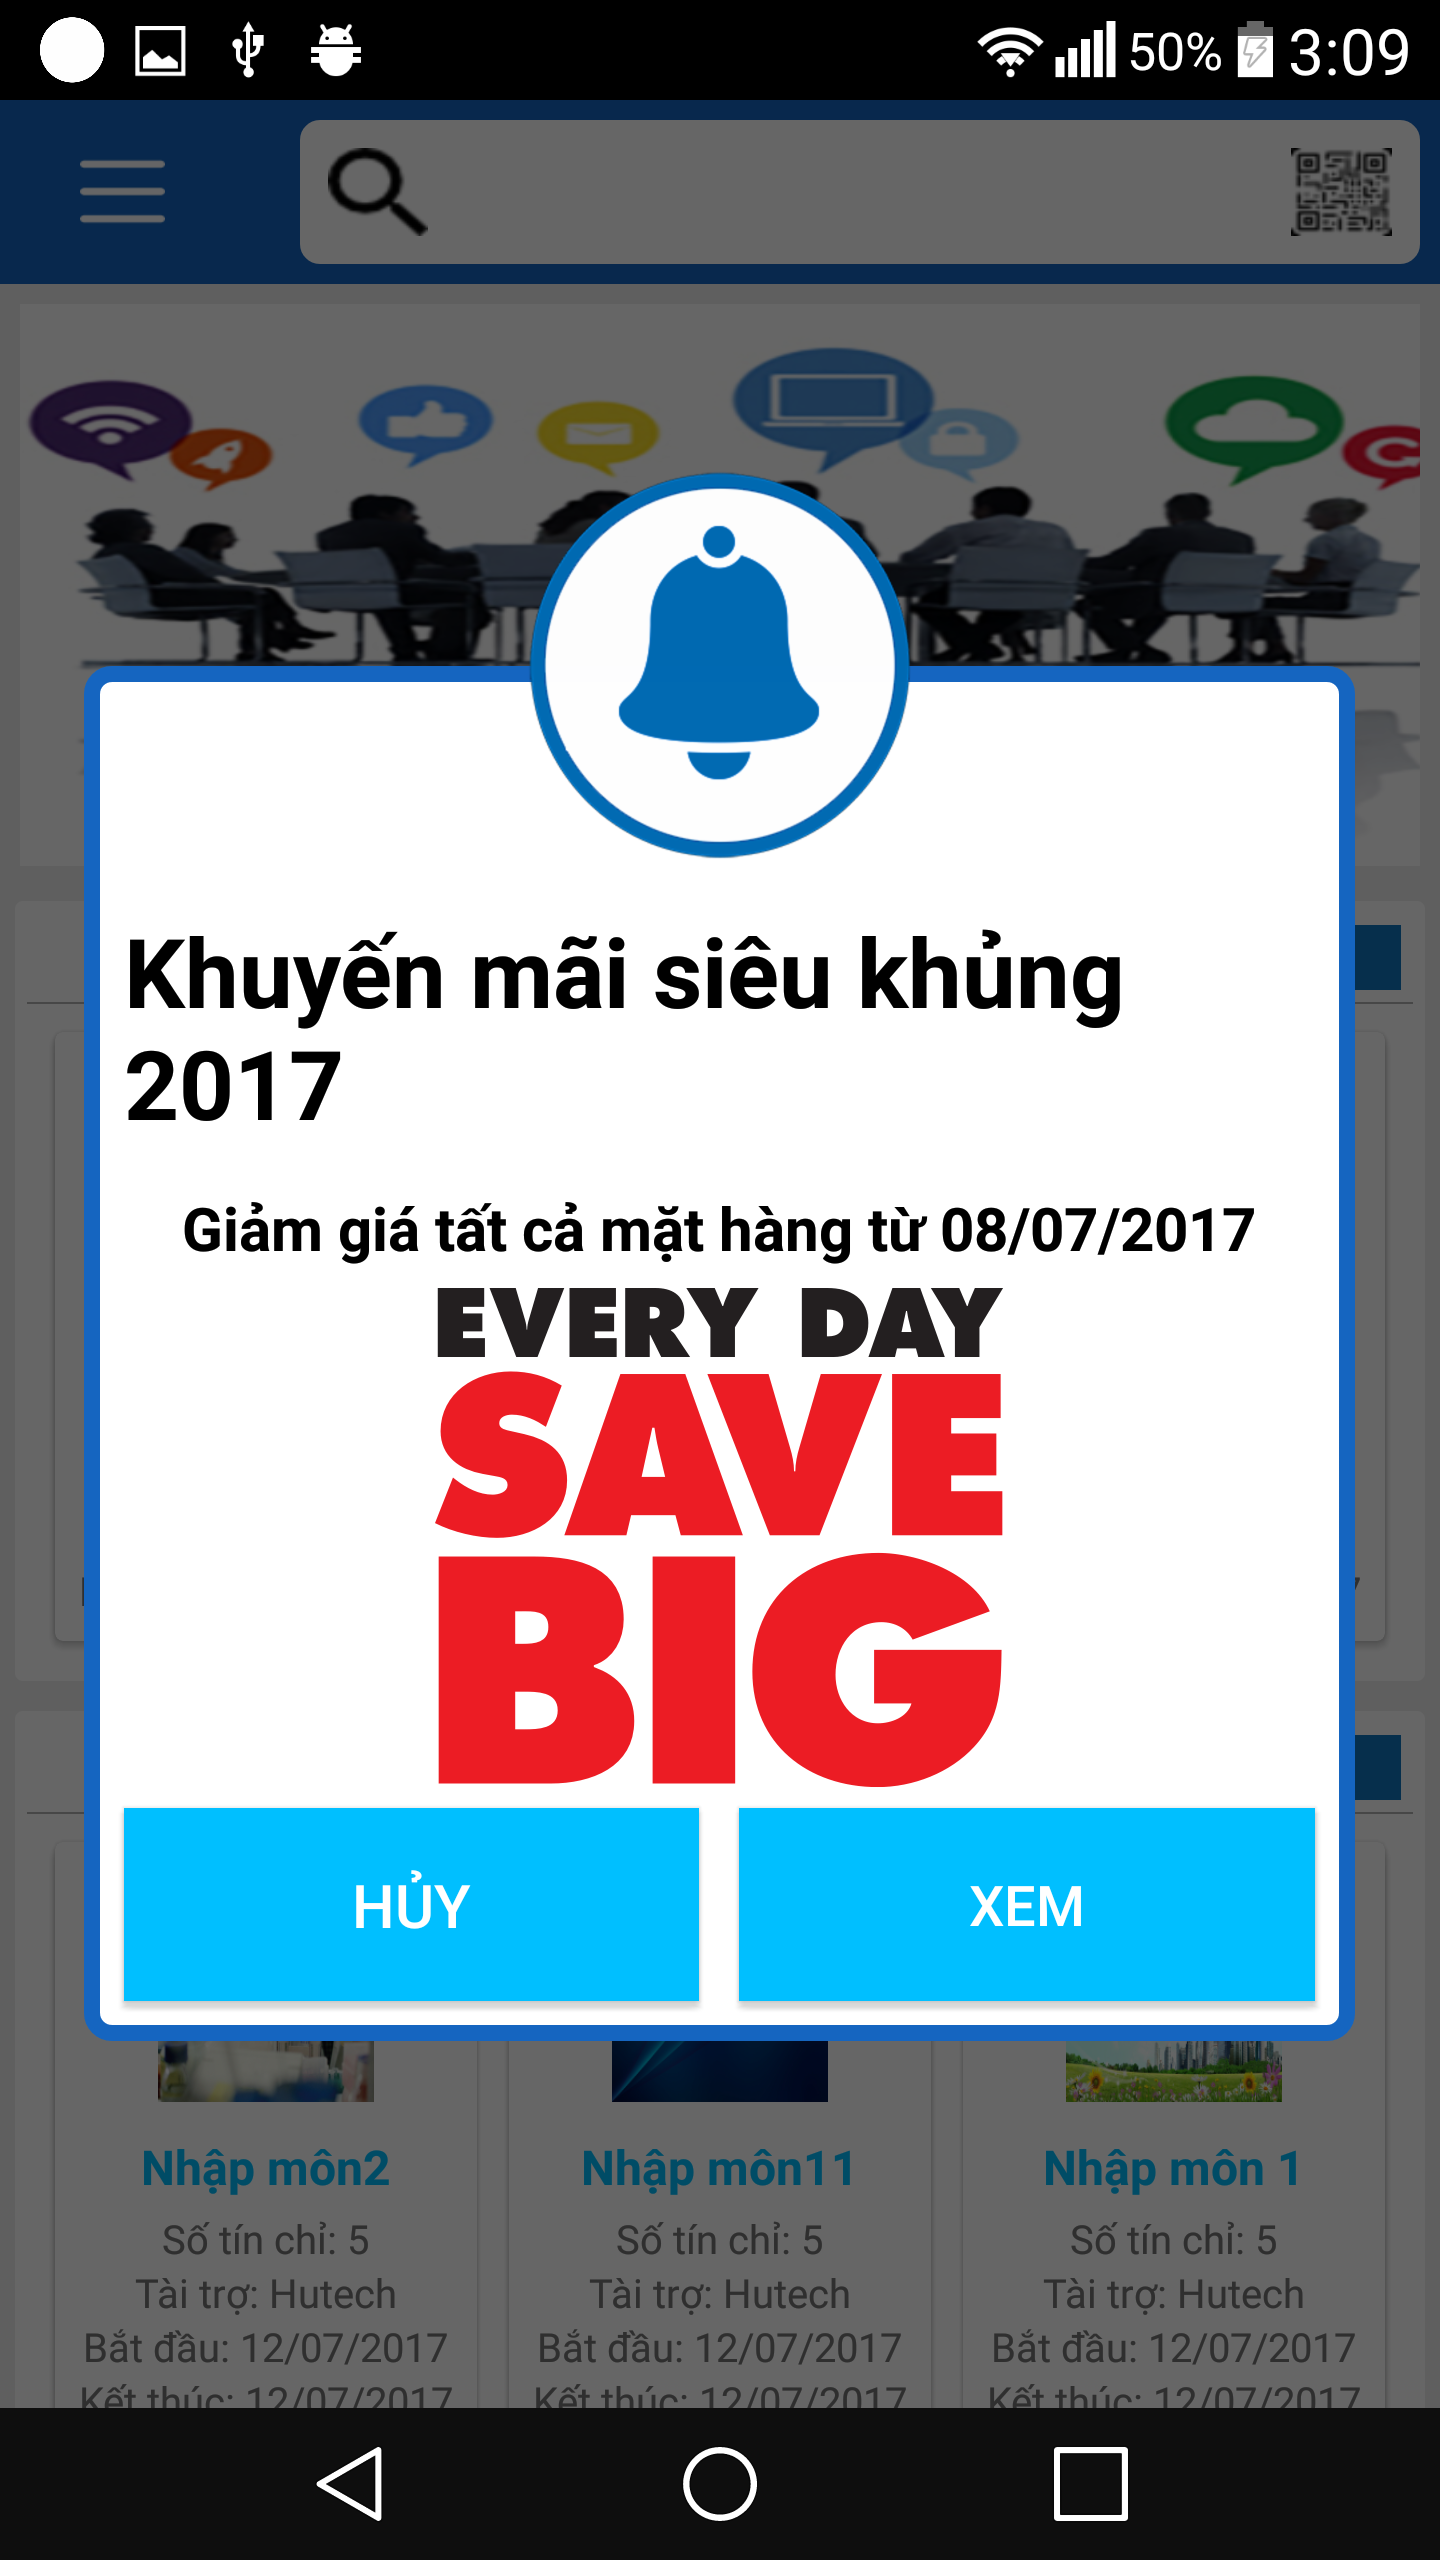 50% 3:09
Khuyến mãi siêu khủng
2017
Giảm giá tất cả mặt hàng từ 08/07/2017
EVERY DAY
SAVE
BIG
HỦY XEM
Nhập môn2 Nhập môn11 Nhập môn 1
Số tín chỉ: 5 Số tín chỉ: 5 Số tín chỉ: 5
Tài trợ: Hutech Tài trợ: Hutech Tài trợ: Hutech
Bắt đầu: 12/07/2017 Bắt đầu: 12/07/2017 Bắt đầu: 12/07/2017
Kết thúc: 12/07/2017 Kết thúc: 12/07/2017 Kết thúc: 12/07/2017